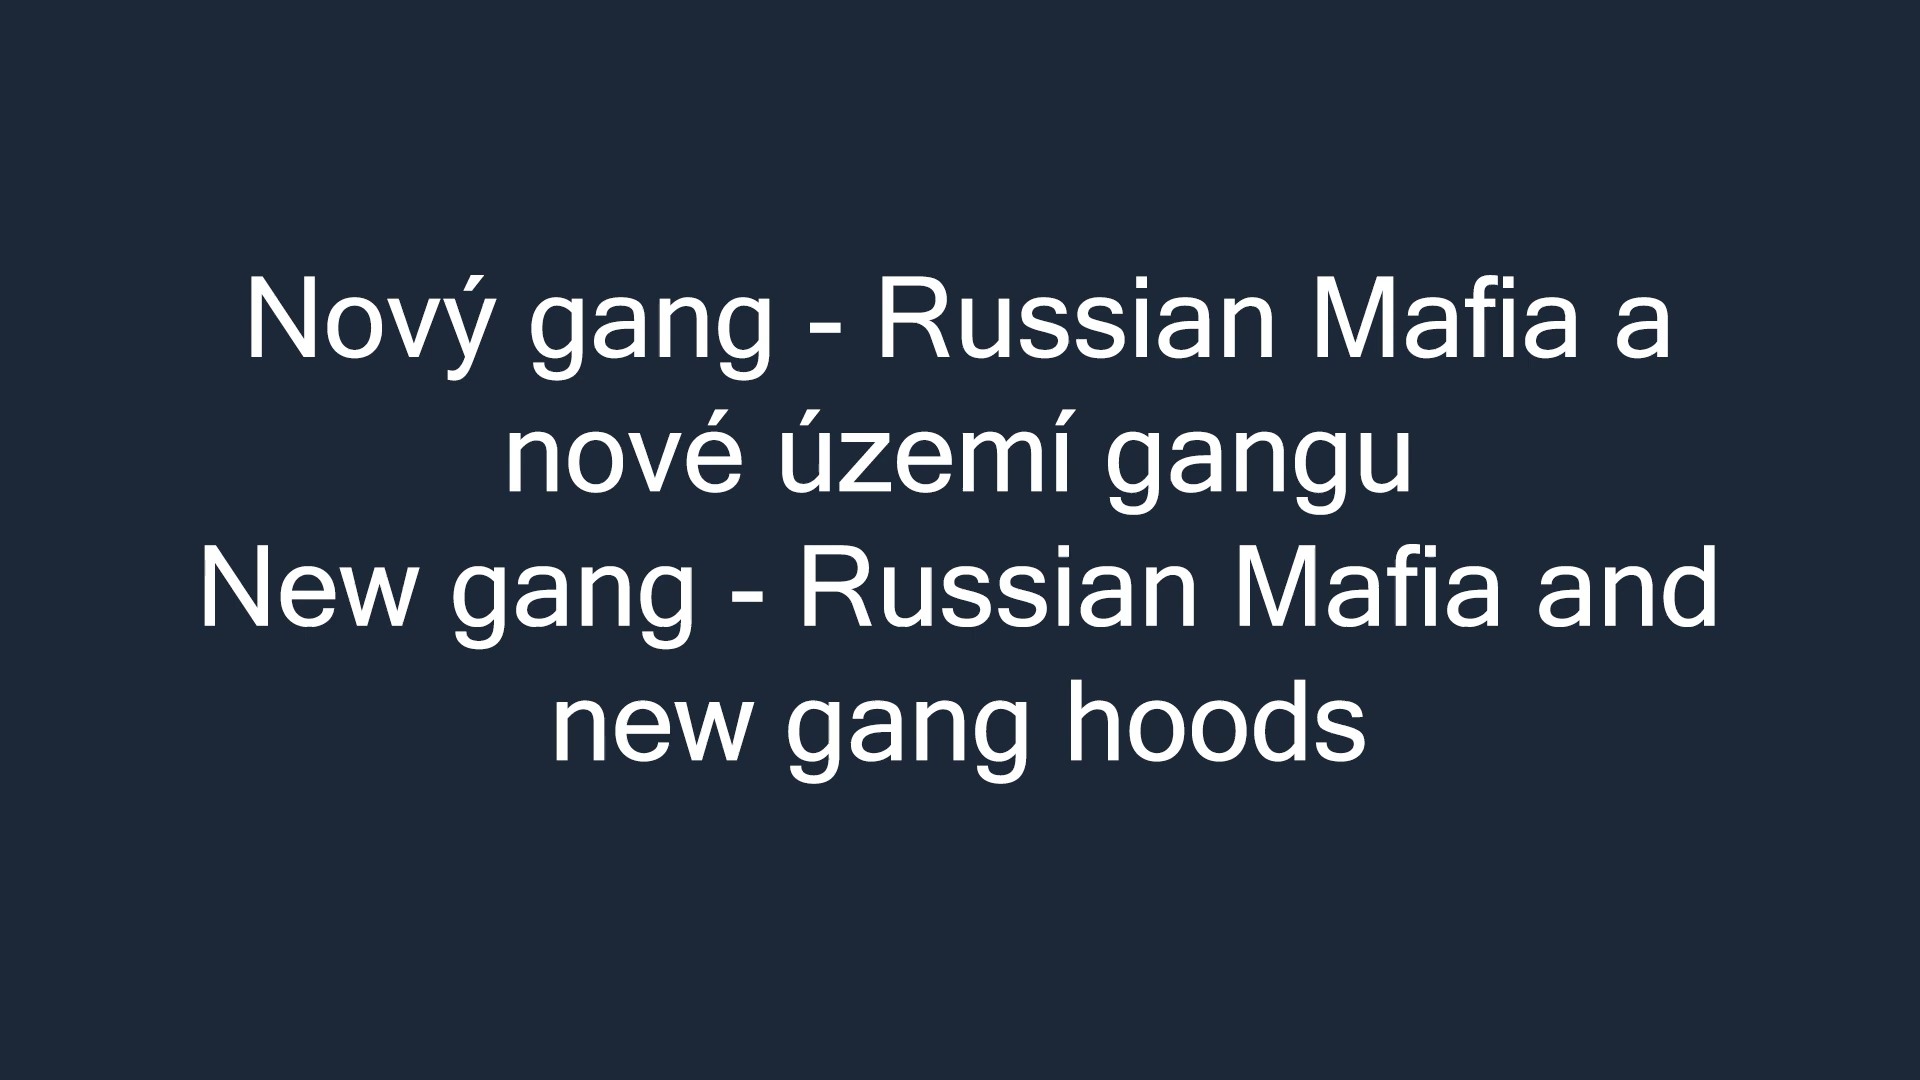 Nový gang - Russian Mafia a
nové území gangu
New gang - Russian Mafia and
new gang hoods